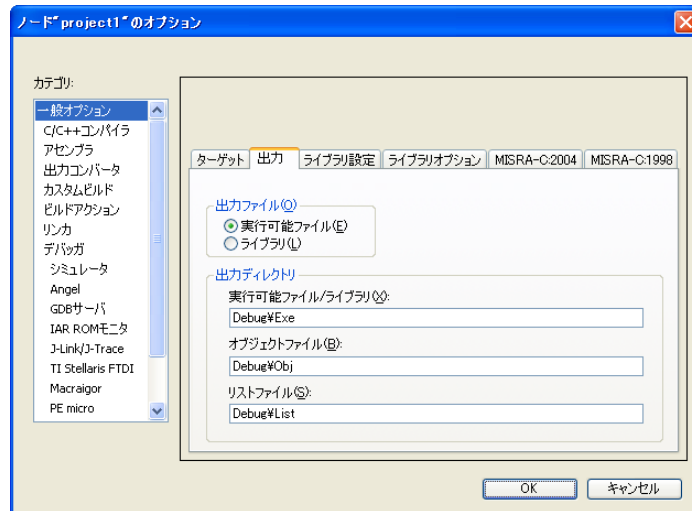 ノード"project1"のオプション
カテゴリ:
一般オプション
C/C++コンパイラ
アセンブラ
出力コンバータ
カスタムビルド
ビルドアクション
リンカ
デバッガ
シミュレータ
Angel
GDBサーバ
IAR ROMモニタ
J-Link/J-Trace
TI Stellaris FTDI
Macraigor
PE micro
ターゲット 出力 ライブラリ設定 ライブラリオプション MISRA-C:2004 MISRA-C:1998
出力ファイル(O)
実行可能ファイル(E)
ライブラリ(L)
出力ディレクトリ
実行可能ファイル/ライブラリ(X):
Debug¥Exe
オブジェクトファイル(B):
Debug¥Obj
リストファイル(S):
Debug¥List
OK キャンセル